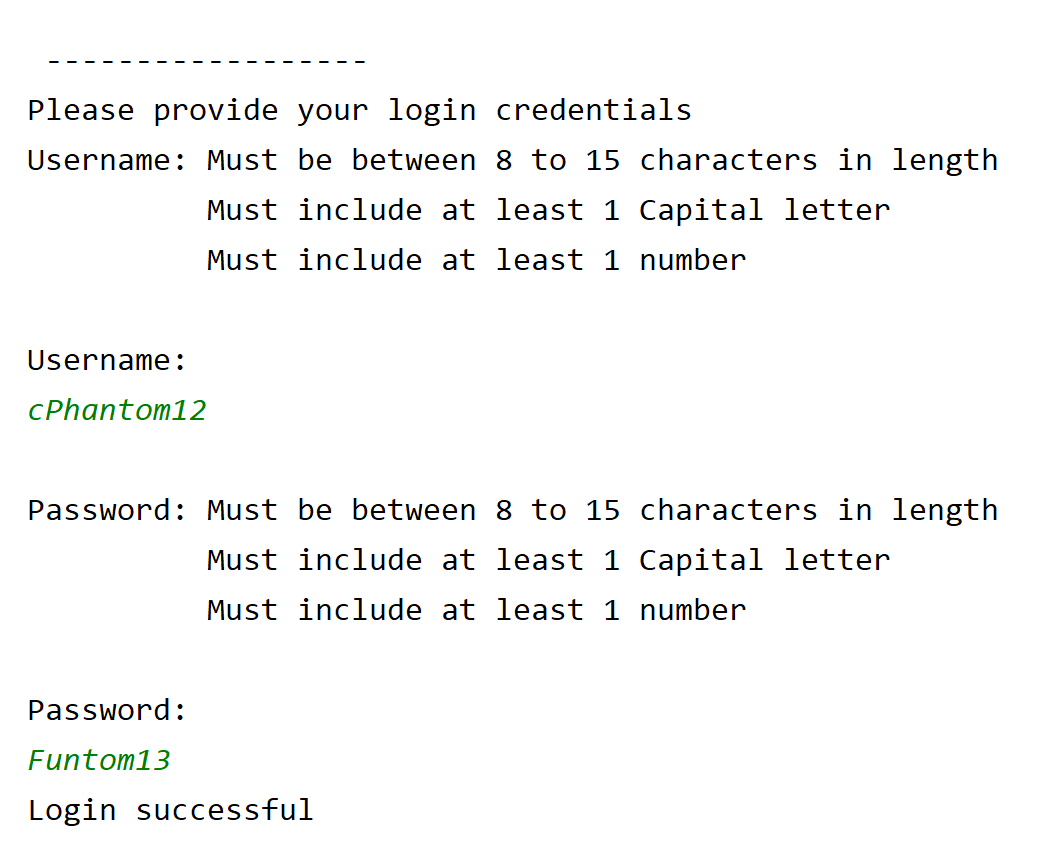 ------------------
Please provide your login credentials
Username: Must be between 8 to 15 characters in length
Must include at least 1 Capital letter
Must include at least 1 number
Username:
cPhantom12
Password: Must be between 8 to 15 characters in length
Must include at least 1 Capital letter
Must include at least 1 number
Password:
Funtom13
Login successful